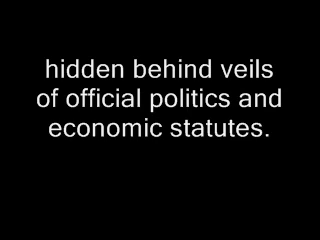 hidden behind veils
of official politics and
economic statutes.